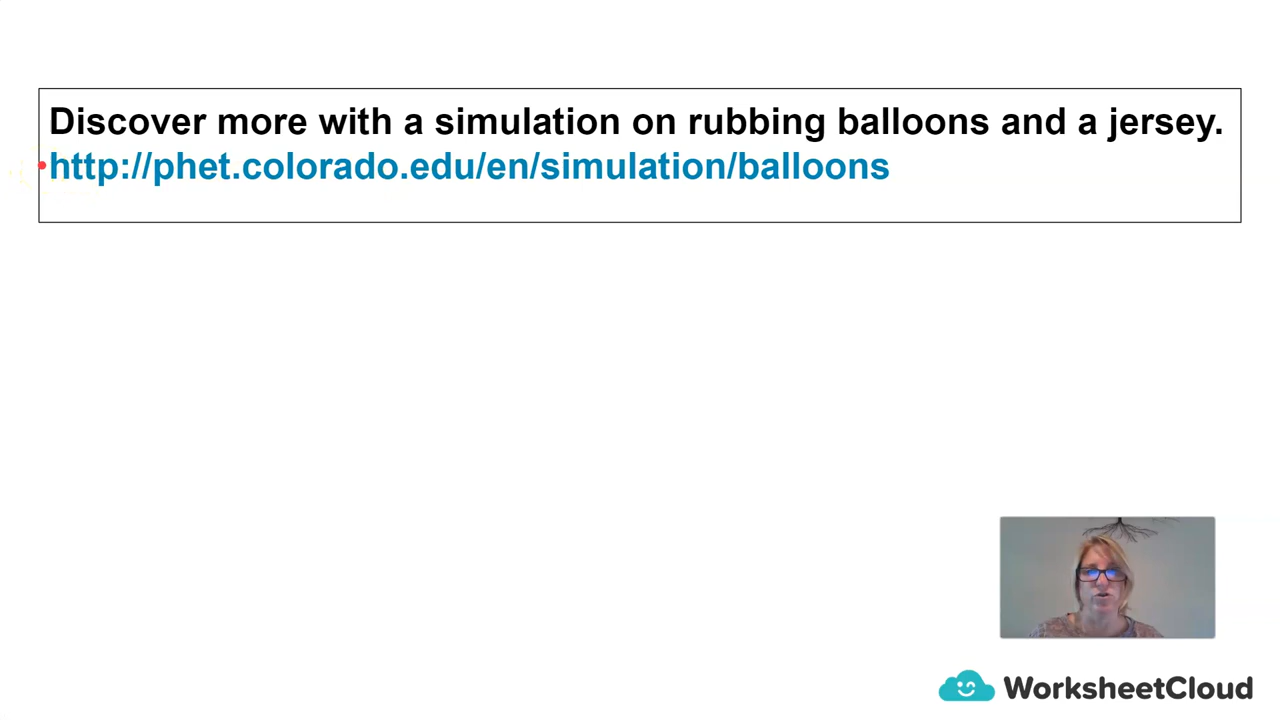 Discover more with a simulation on rubbing balloons and a jersey.
•http://phet.colorado.edu/en/simulation/balloons
WorksheetCloud